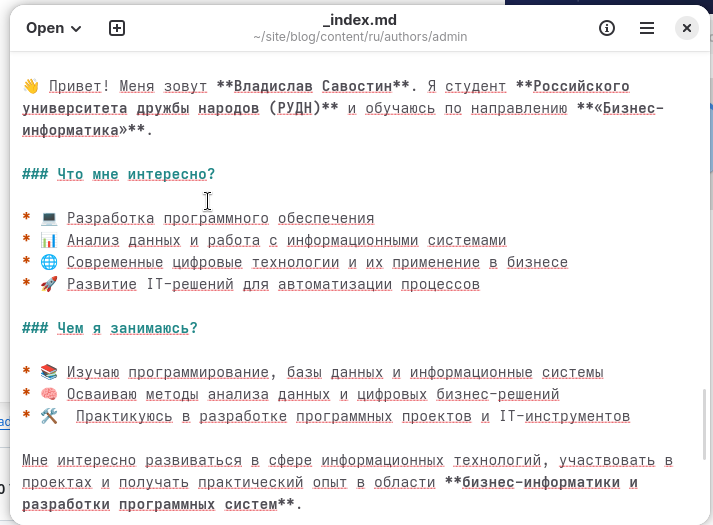 _index.md
Open
~/site/blog/content/ru/authors/admin
👋 Привет! Меня зовут **Владислав Савостин**. Я студент **Российского
университета дружбы народов (РУДН)** и обучаюсь по направлению **«Бизнес-
информатика»**.
### Что мне интересно?
* 💻 Разработка программного обеспечения
* 📊 Анализ данных и работа с информационными системами
* 🌐 Современные цифровые технологии и их применение в бизнесе
* 🚀 Развитие IT-решений для автоматизации процессов
### Чем я занимаюсь?
* 📚 Изучаю программирование, базы данных и информационные системы
* 🧠 Осваиваю методы анализа данных и цифровых бизнес-решений
* 🛠️ Практикуюсь в разработке программных проектов и IT-инструментов
Мне интересно развиваться в сфере информационных технологий, участвовать в
проектах и получать практический опыт в области **бизнес-информатики и
разработки программных систем**.